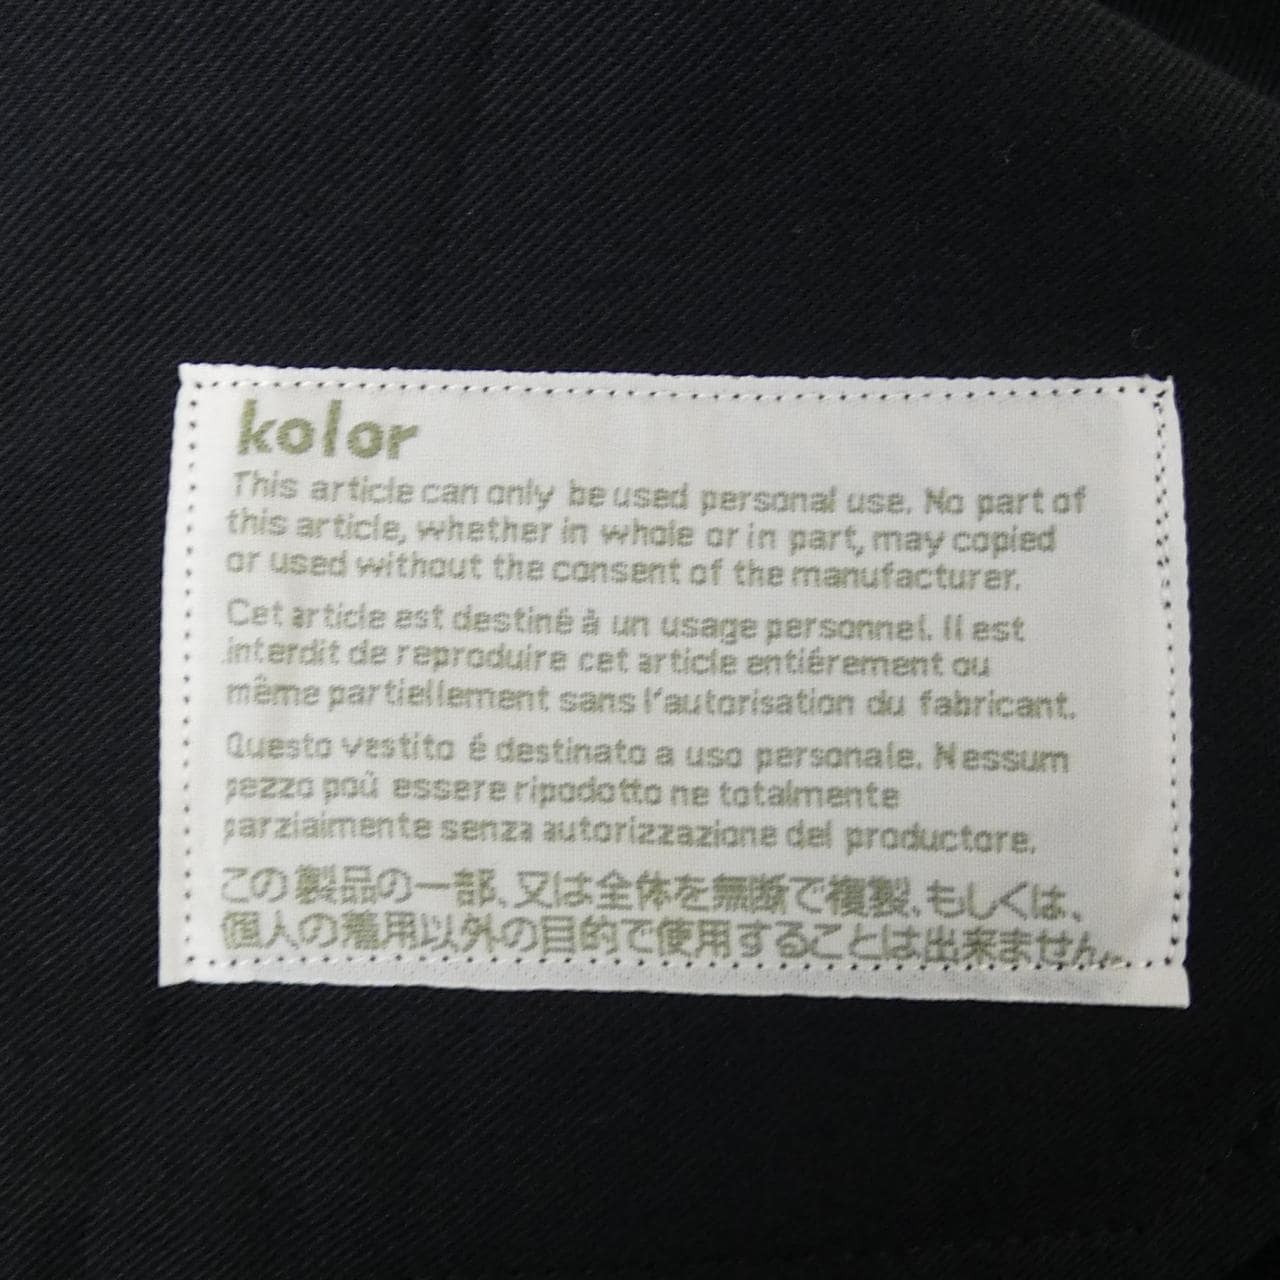 kolor
This article can only be used personal use. No part of
this article, whether in whole or in part, may copied
or used without the consent of the manufacturer.
Cet article est destiné à un usage personnel. Il est
interdit de reproduire cet article entiérement ou
même partiellement sans l'autorisation du fabricant.
Questo vestito é destinato a uso personale. Nessum
pezzo poù essere ripodotto ne totalmente
parzialmente senza autorizzazione del productore.
この製品の一部、又は全体を無断で複製、もしくは、
個人の着用以外の目的で使用することは出来ません。